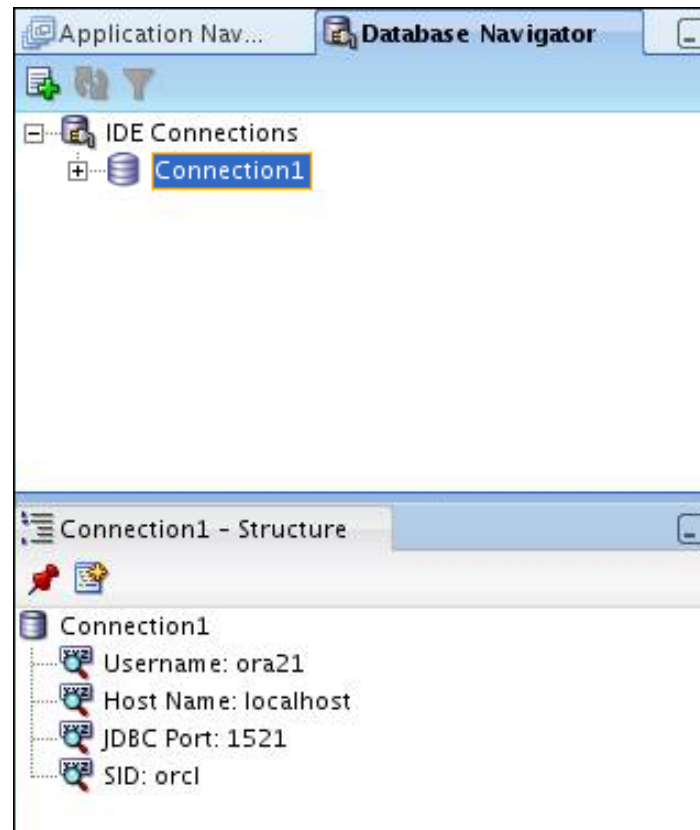 Application Nav...
Database Navigator
IDE Connections
Connection1
Connection1 - Structure
Connection1
Username: ora21
Host Name: localhost
JDBC Port: 1521
SID: orcl